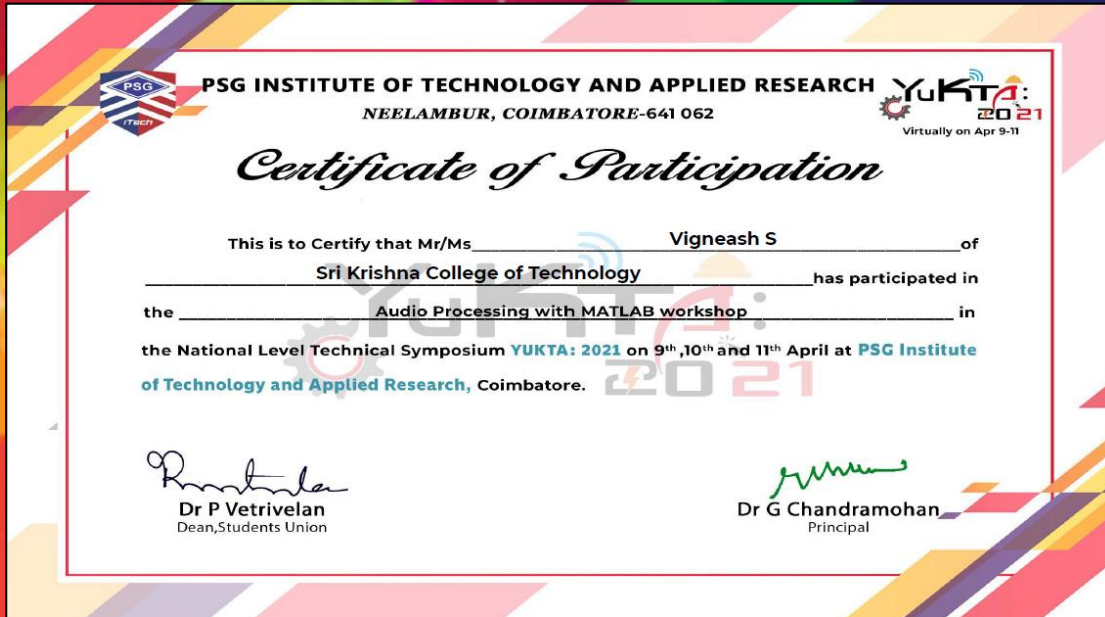 PSG
iTech
PSG INSTITUTE OF TECHNOLOGY AND APPLIED RESEARCH
NEELAMBUR, COIMBATORE-641 062
YuKTA:
2021
Virtually on Apr 9-11
Certificate of Participation
This is to Certify that Mr/Ms Vigneash S of
Sri Krishna College of Technology has participated in
the Audio Processing with MATLAB workshop in
the National Level Technical Symposium YUKTA: 2021 on 9th ,10th and 11th April at PSG Institute
of Technology and Applied Research, Coimbatore.
YuKTA:
2021
Dr P Vetrivelan
Dean,Students Union
Dr G Chandramohan
Principal